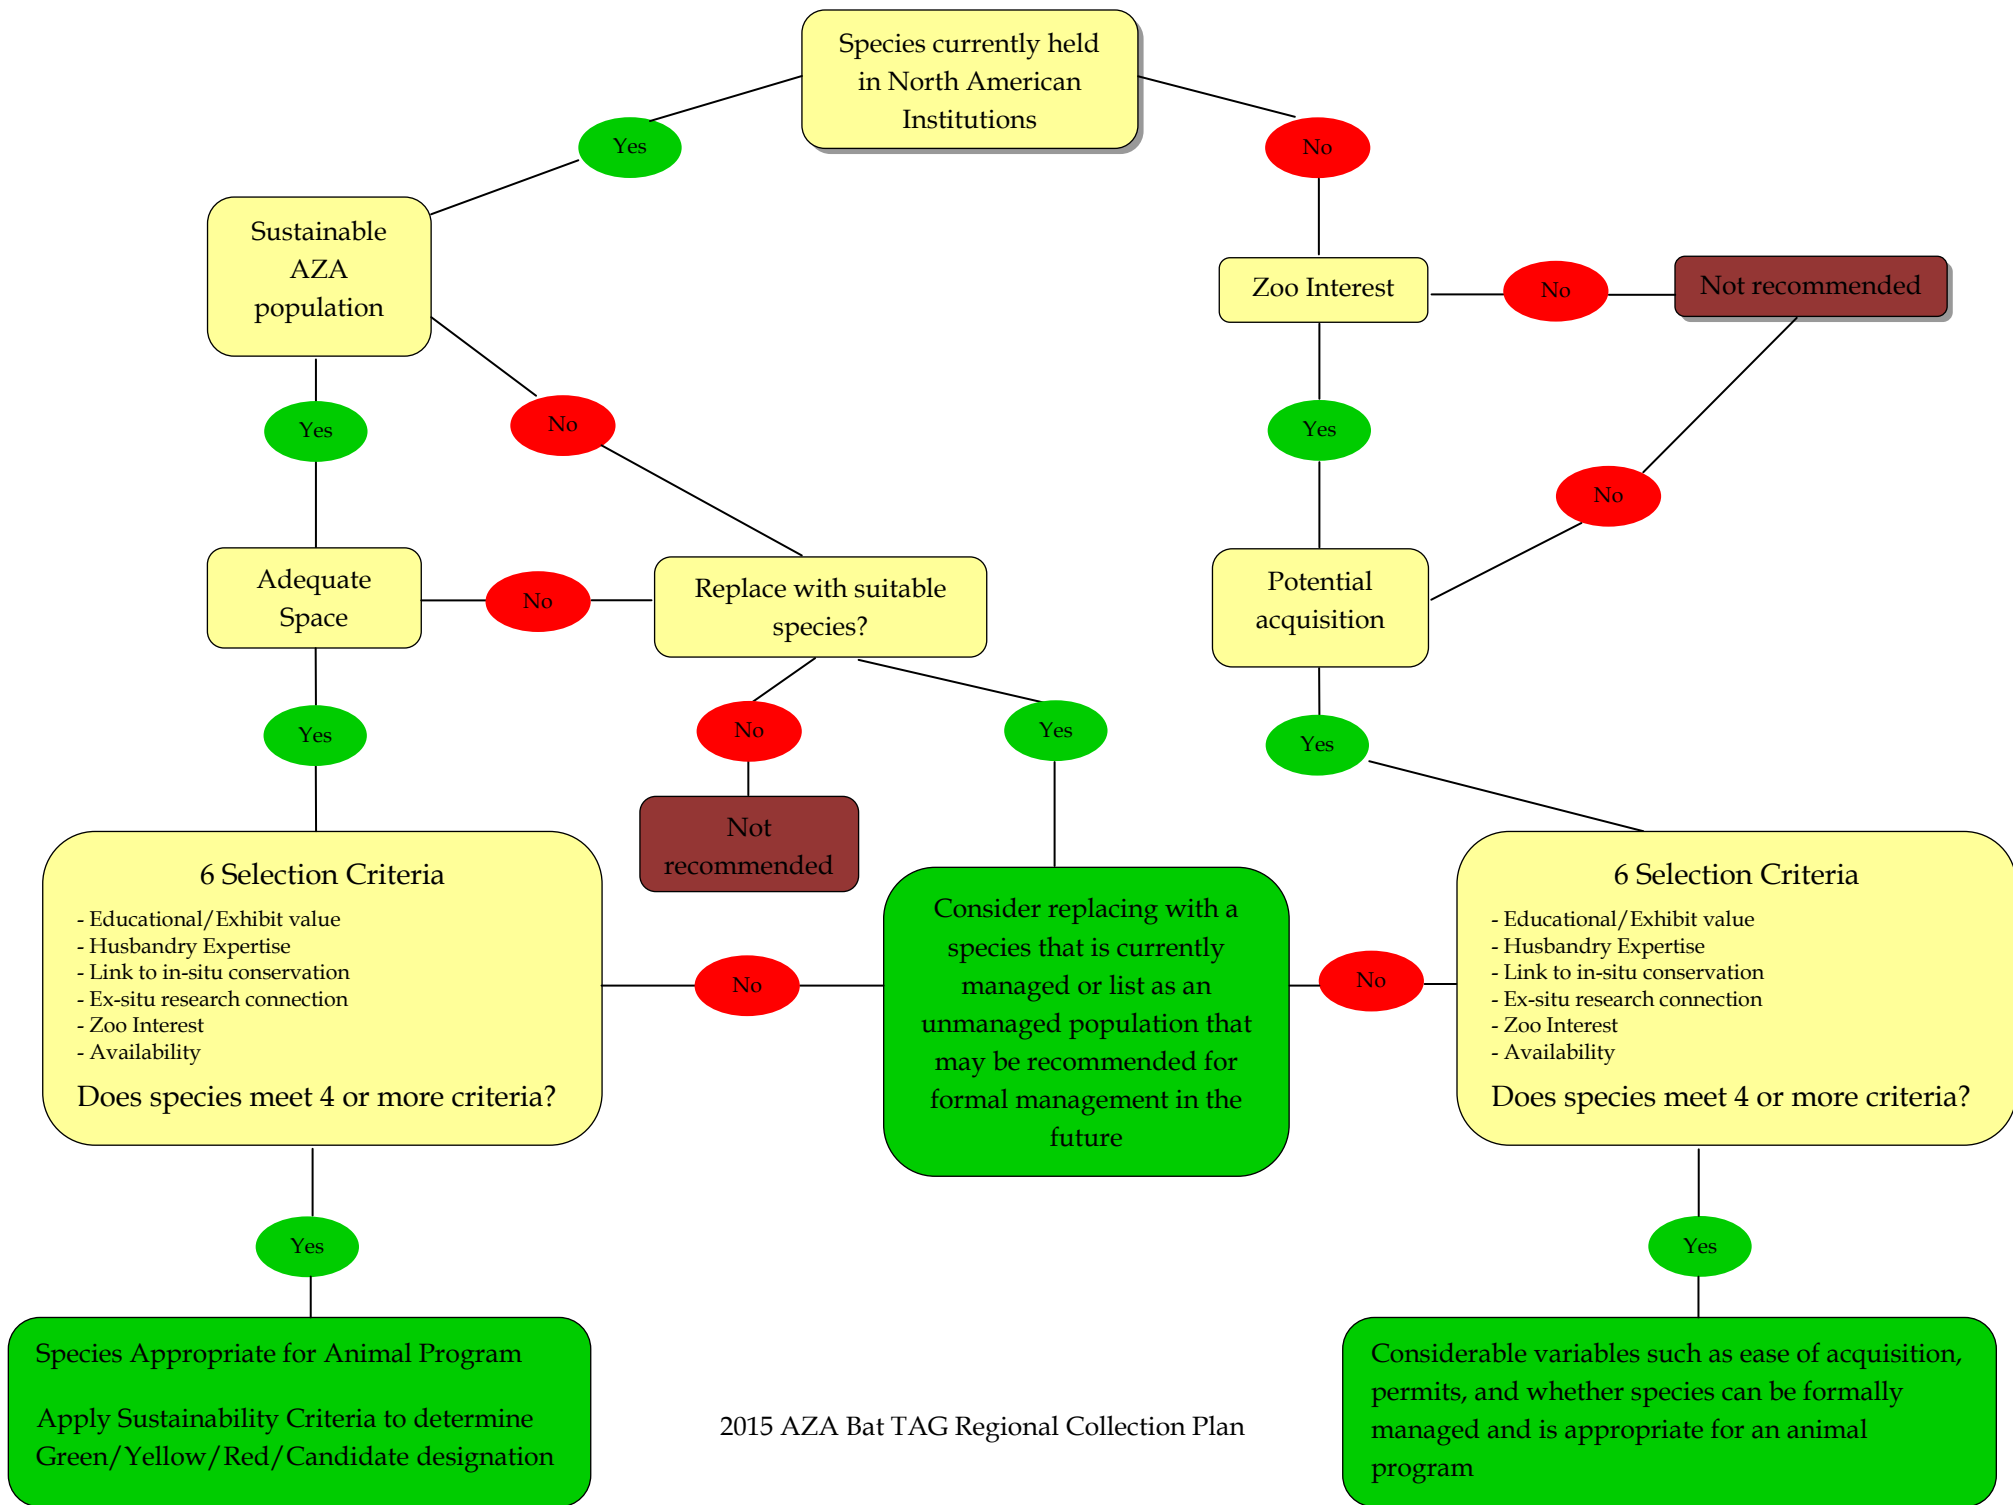 Species currently held
in North American
Institutions
Yes
No
Sustainable
AZA
population
Zoo Interest
No
Not recommended
Yes
No
Yes
No
Adequate
Space
No
Replace with suitable
species?
Potential
acquisition
Yes
No
Yes
Yes
Not
recommended
6 Selection Criteria
- Educational/Exhibit value
- Husbandry Expertise
- Link to in-situ conservation
- Ex-situ research connection
- Zoo Interest
- Availability
Does species meet 4 or more criteria?
No
Consider replacing with a
species that is currently
managed or list as an
unmanaged population that
may be recommended for
formal management in the
future
No
6 Selection Criteria
- Educational/Exhibit value
- Husbandry Expertise
- Link to in-situ conservation
- Ex-situ research connection
- Zoo Interest
- Availability
Does species meet 4 or more criteria?
Yes
Yes
Species Appropriate for Animal Program
Apply Sustainability Criteria to determine
Green/Yellow/Red/Candidate designation
2015 AZA Bat TAG Regional Collection Plan
Considerable variables such as ease of acquisition,
permits, and whether species can be formally
managed and is appropriate for an animal
program